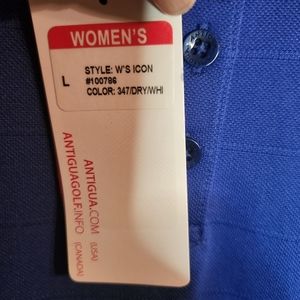 WOMEN'S
L
STYLE: W'S ICON
#100786
COLOR: 347/DRY/WHI
ANTIGUA.COM (USA)
ANTIGUAGOLF.INFO (CANADA)